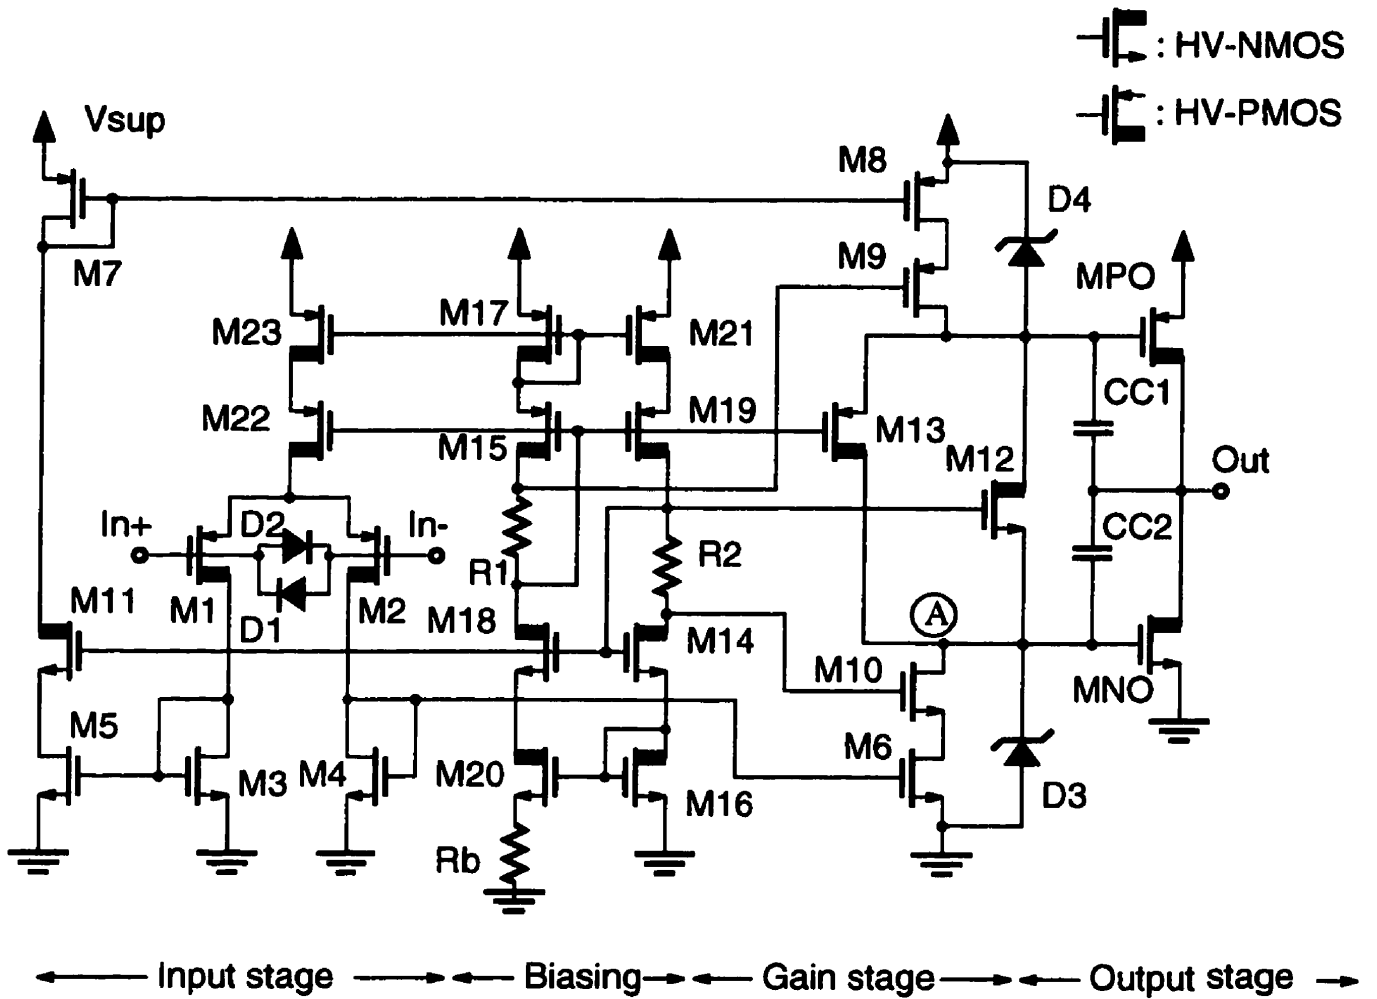 : HV-NMOS
: HV-PMOS
Vsup
M8
D4
M7
M9
MPO
M23
M17
M21
CC1
M22
M15
M19
M13
M12
Out
In+
D2
In-
CC2
R1
R2
M11
M1
D1
M2
M18
M14
A
M10
MNO
M5
M3
M4
M20
M16
M6
D3
Rb
Input stage
Biasing
Gain stage
Output stage